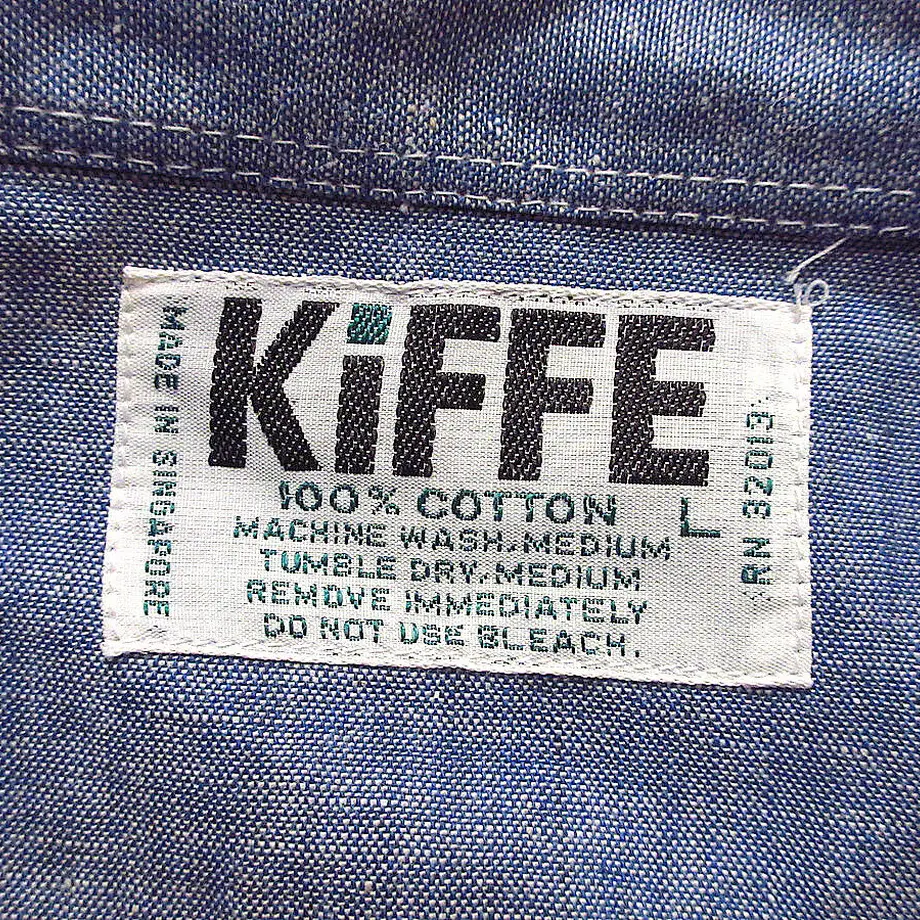 KiFFE
100% COTTON
L
MACHINE WASH, MEDIUM
TUMBLE DRY, MEDIUM
REMOVE IMMEDIATELY
DO NOT USE BLEACH.
MADE IN SINGAPORE
RN 32013